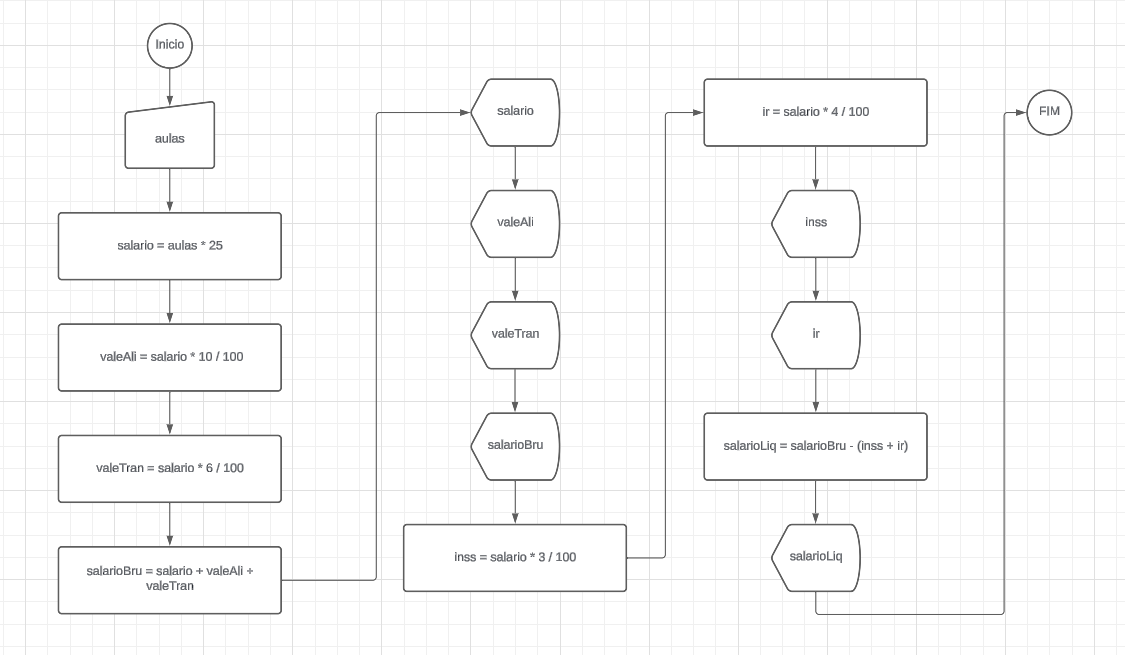 Inicio
aulas
salario = aulas * 25
valeAli = salario * 10 / 100
valeTran = salario * 6 / 100
salarioBru = salario + valeAli +
valeTran
salario
valeAli
valeTran
salarioBru
inss = salario * 3 / 100
ir = salario * 4 / 100
inss
ir
salarioLiq = salarioBru - (inss + ir)
salarioLiq
FIM